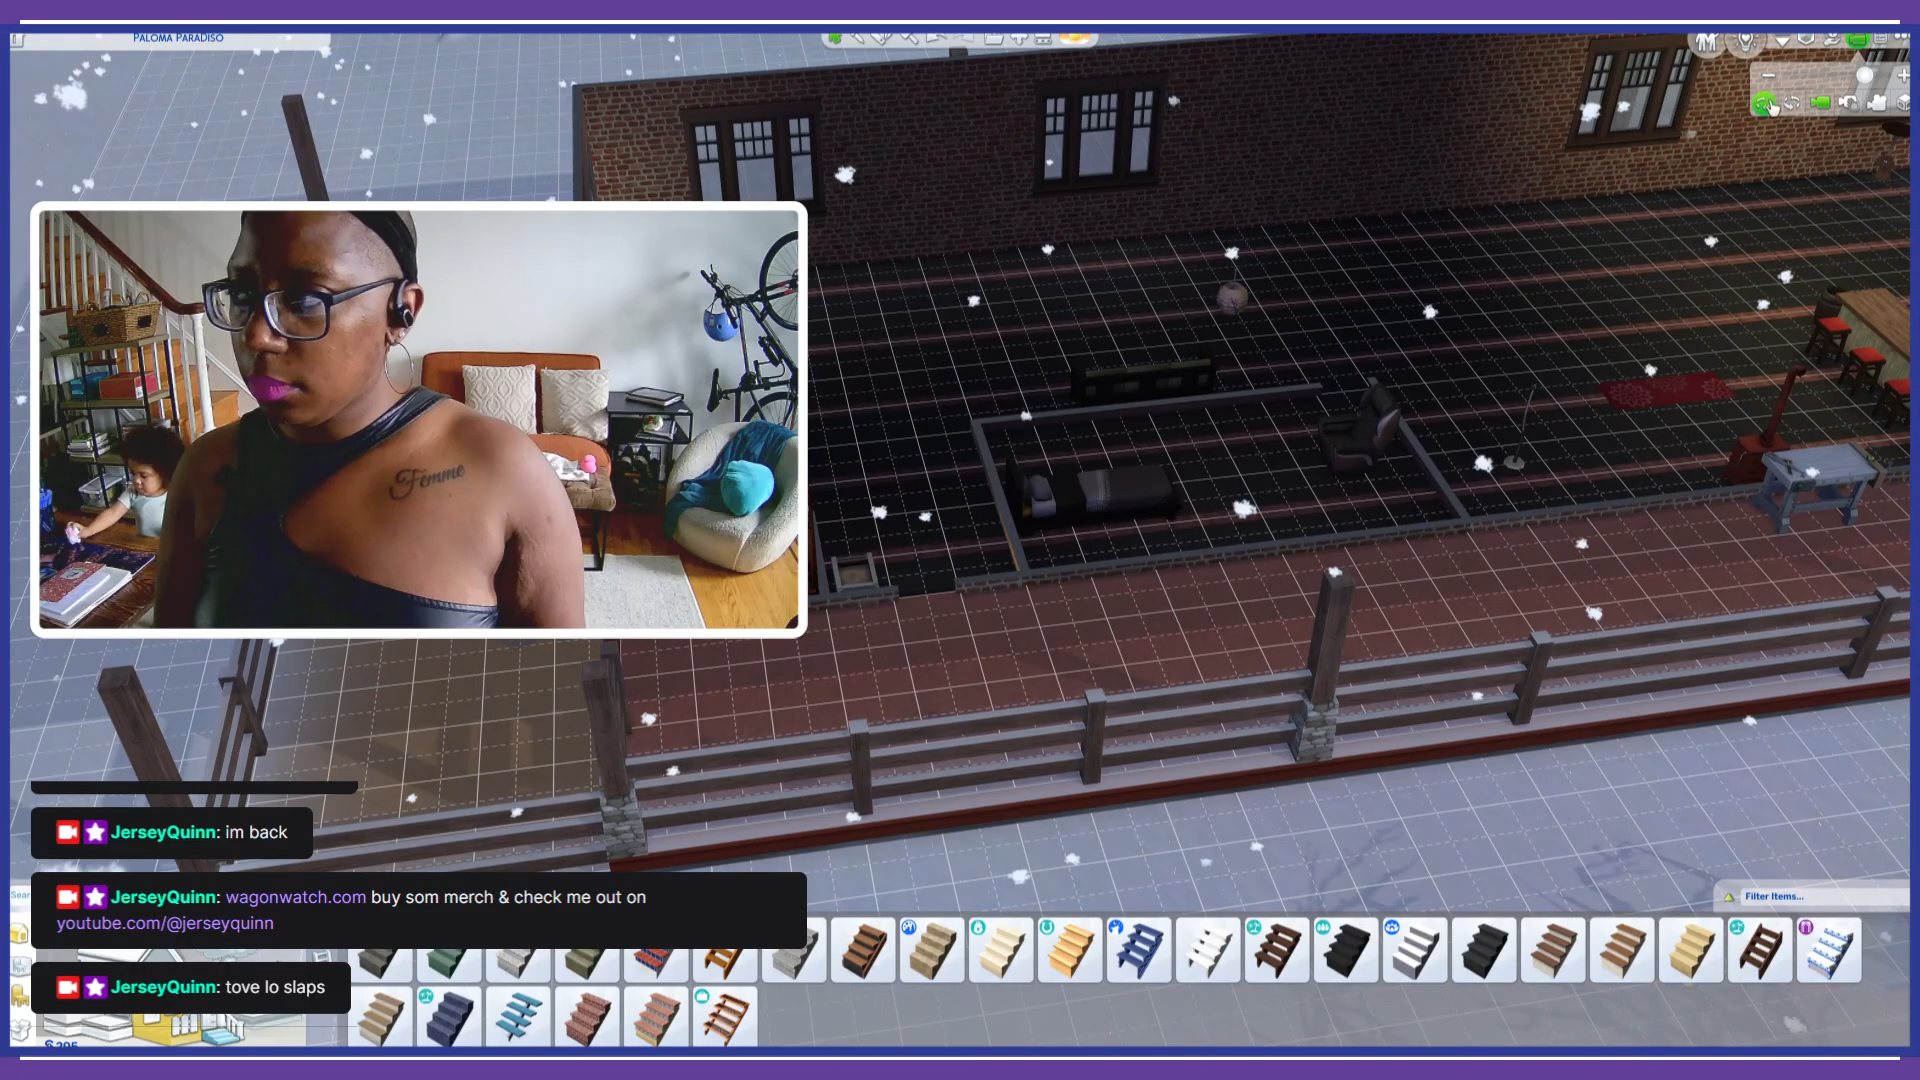 PALOMA PARADISO
Femme
JerseyQuinn: im back
JerseyQuinn: wagonwatch.com buy som merch & check me out on
youtube.com/@jerseyquinn
JerseyQuinn: tove lo slaps
Sear
Filter Items...